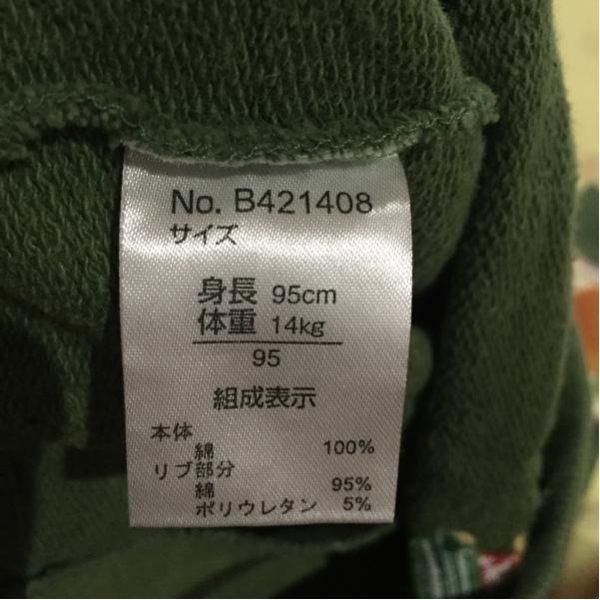 No. B421408
サイズ
身長 95cm
体重 14kg
95
組成表示
本体
綿 100%
リブ部分
綿 95%
ポリウレタン 5%